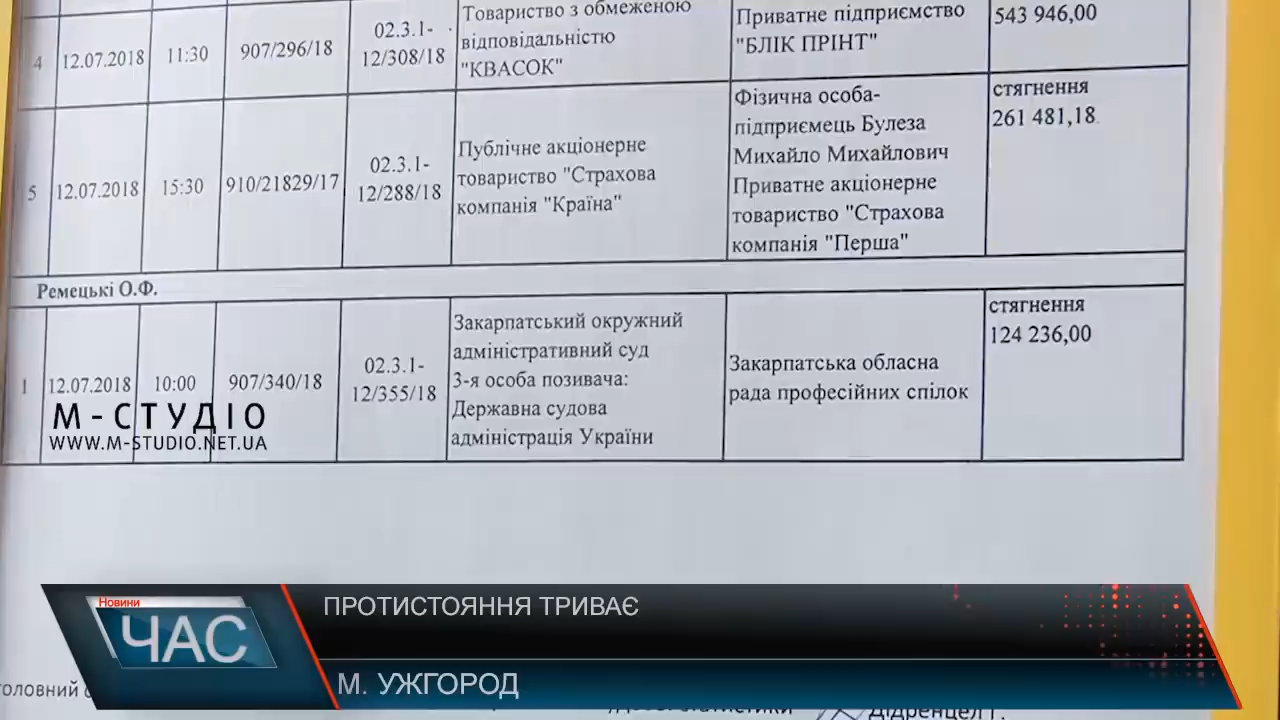 4 12.07.2018 11:30 907/296/18 02.3.1-12/308/18 Товариство з обмеженою відповідальністю "КВАСОК" Приватне підприємство "БЛІК ПРІНТ" 543 946,00
5 12.07.2018 15:30 910/21829/17 02.3.1-12/288/18 Публічне акціонерне товариство "Страхова компанія "Країна" Фізична особа-підприємець Булеза Михайло Михайлович Приватне акціонерне товариство "Страхова компанія "Перша" стягнення 261 481,18
Ремецькі О.Ф.
1 12.07.2018 10:00 907/340/18 02.3.1-12/355/18 Закарпатський окружний адміністративний суд 3-я особа позивача: Державна судова адміністрація України Закарпатська обласна рада професійних спілок стягнення 124 236,00
М-СТУДІО
WWW.M-STUDIO.NET.UA
Новини
ЧАС
ПРОТИСТОЯННЯ ТРИВАЄ
М. УЖГОРОД